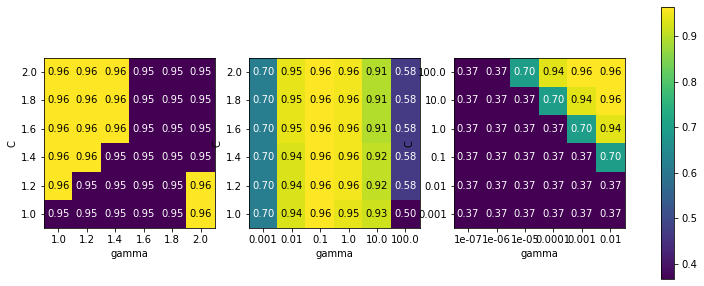 2.0 0.96 0.96 0.96 0.95 0.95 0.95
1.8 0.96 0.96 0.96 0.95 0.95 0.95
1.6 0.96 0.96 0.96 0.95 0.95 0.95
1.4 0.96 0.96 0.95 0.95 0.95 0.95
1.2 0.96 0.95 0.95 0.95 0.95 0.96
1.0 0.95 0.95 0.95 0.95 0.95 0.96
1.0 1.2 1.4 1.6 1.8 2.0
gamma
C
2.0 0.70 0.95 0.96 0.96 0.91 0.58
1.8 0.70 0.95 0.96 0.96 0.91 0.58
1.6 0.70 0.95 0.96 0.96 0.91 0.58
1.4 0.70 0.94 0.96 0.96 0.92 0.58
1.2 0.70 0.94 0.96 0.96 0.92 0.58
1.0 0.70 0.94 0.96 0.95 0.93 0.50
0.001 0.01 0.1 1.0 10.0 100.0
gamma
C
100.0 0.37 0.37 0.70 0.94 0.96 0.96
10.0 0.37 0.37 0.37 0.70 0.94 0.96
1.0 0.37 0.37 0.37 0.37 0.70 0.94
0.1 0.37 0.37 0.37 0.37 0.37 0.70
0.01 0.37 0.37 0.37 0.37 0.37 0.37
0.001 0.37 0.37 0.37 0.37 0.37 0.37
1e-07 1e-06 1e-05 0.0001 0.001 0.01
gamma
C
0.9
0.8
0.7
0.6
0.5
0.4